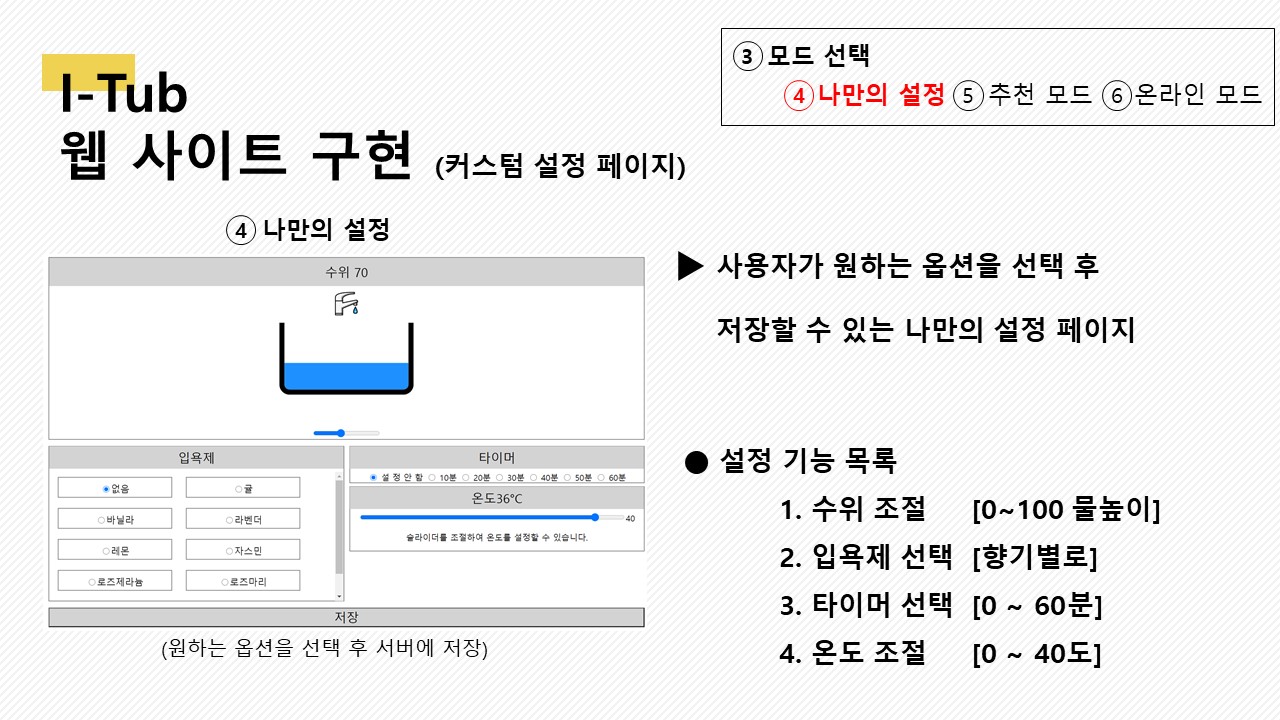 ③ 모드 선택
④ 나만의 설정 ⑤ 추천 모드 ⑥ 온라인 모드
I-Tub
웹 사이트 구현 (커스텀 설정 페이지)
④ 나만의 설정
수위 70
입욕제
없음 귤
바닐라 라벤더
레몬 자스민
로즈제라늄 로즈마리
타이머
설 정 안 함 10분 20분 30분 40분 50분 60분
온도36°C
40
슬라이더를 조절하여 온도를 설정할 수 있습니다.
저장
(원하는 옵션을 선택 후 서버에 저장)
▶ 사용자가 원하는 옵션을 선택 후
저장할 수 있는 나만의 설정 페이지
● 설정 기능 목록
1. 수위 조절 [0~100 물높이]
2. 입욕제 선택 [향기별로]
3. 타이머 선택 [0 ~ 60분]
4. 온도 조절 [0 ~ 40도]